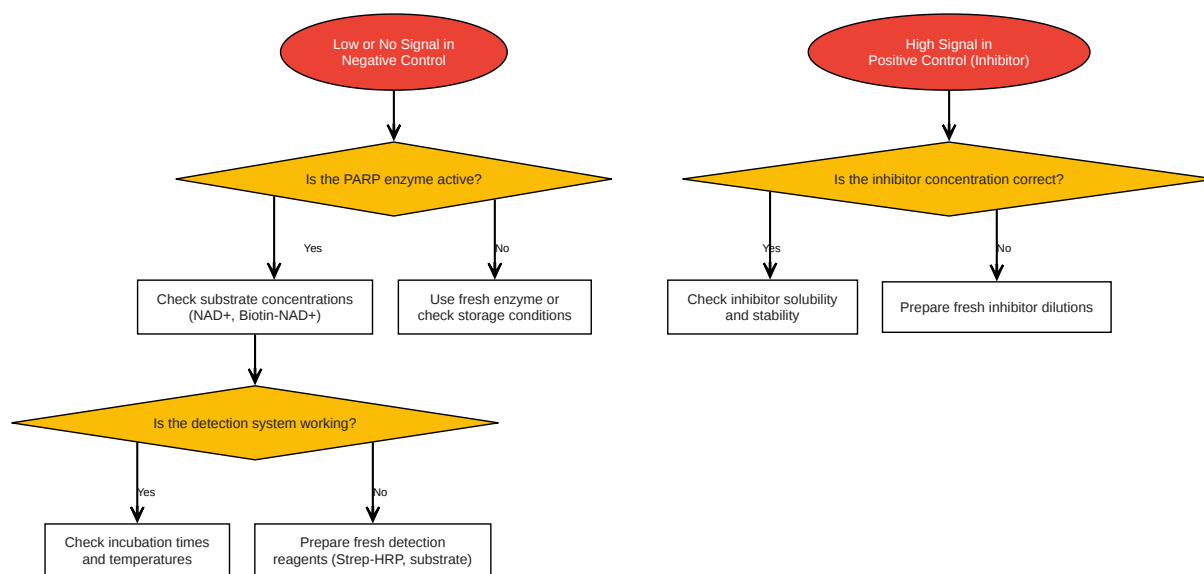 Low or No Signal in
Negative Control
High Signal in
Positive Control (Inhibitor)
Is the PARP enzyme active?
Is the inhibitor concentration correct?
Yes
No
Yes
No
Check substrate concentrations
(NAD+, Biotin-NAD+)
Use fresh enzyme or
check storage conditions
Check inhibitor solubility
and stability
Prepare fresh inhibitor dilutions
Is the detection system working?
Yes
No
Check incubation times
and temperatures
Prepare fresh detection
reagents (Strep-HRP, substrate)